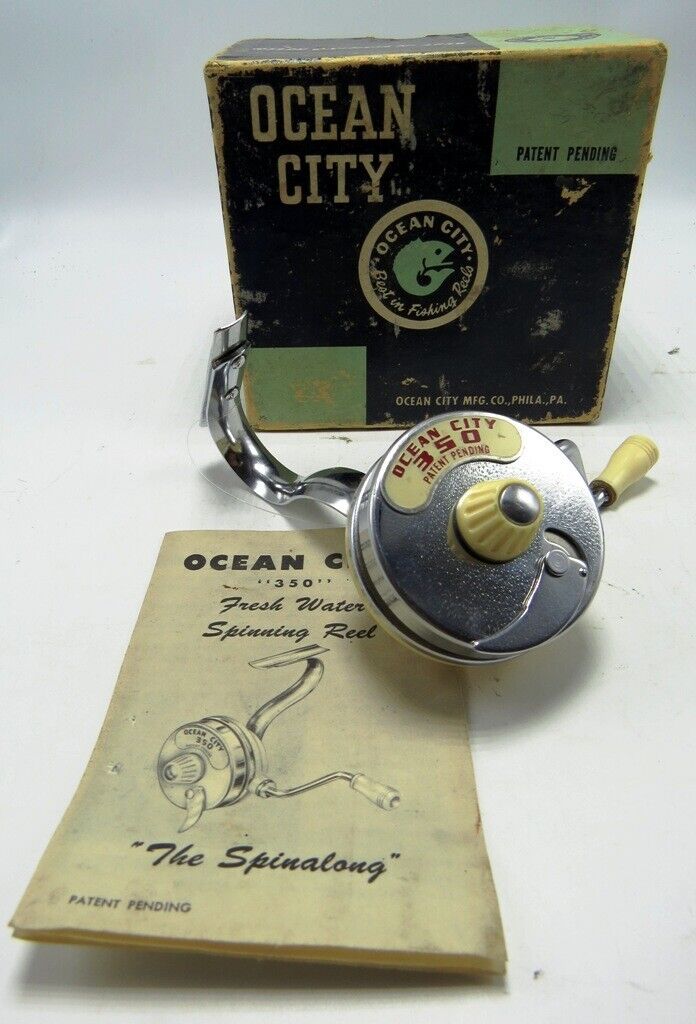 OCEAN
CITY
PATENT PENDING
OCEAN CITY
Best in Fishing Reels
OCEAN CITY MFG. CO., PHILA., PA.
OCEAN CITY
350
PATENT PENDING
OCEAN C
"350"
Fresh Water
Spinning Reel
OCEAN CITY
350
"The Spinalong"
PATENT PENDING